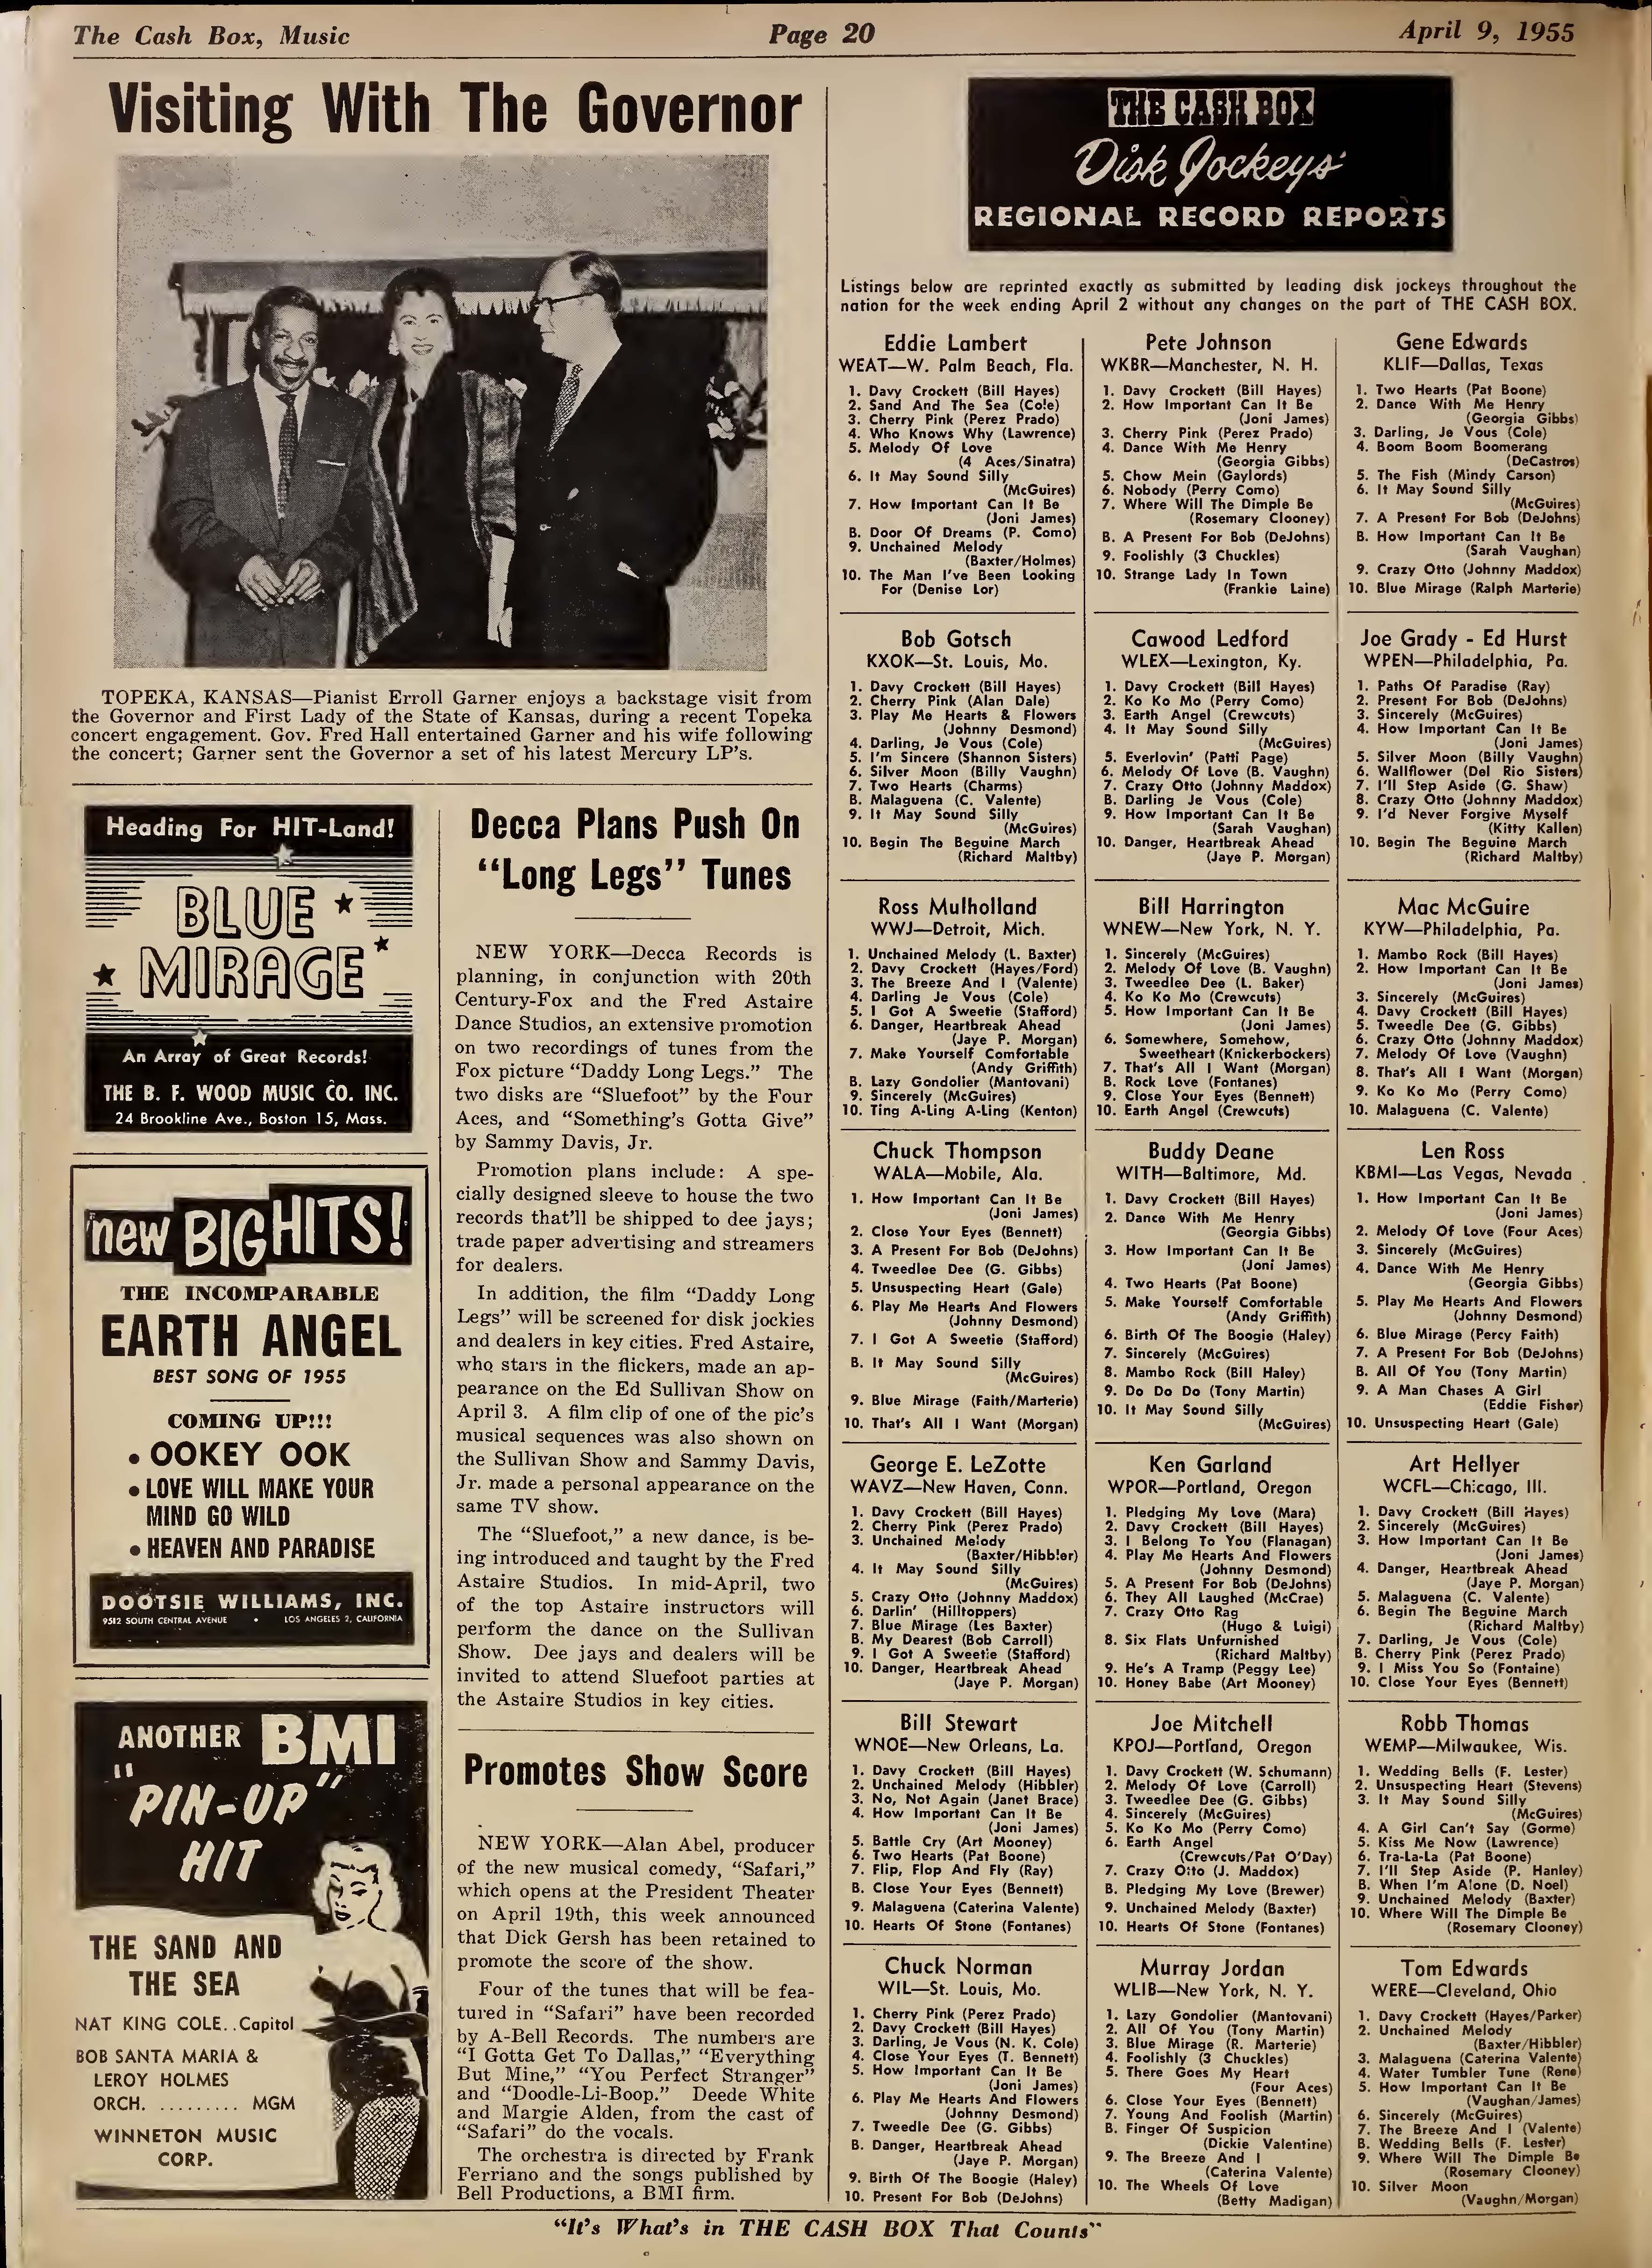 The Cash Box, Music
Page 20
April 9, 1955
Visiting With The Governor
TOPEKA, KANSAS—Pianist Erroll Garner enjoys a backstage visit from
the Governor and First Lady of the State of Kansas, during a recent Topeka
concert engagement. Gov. Fred Hall entertained Garner and his wife following
the concert; Garner sent the Governor a set of his latest Mercury LP's.
Heading For HIT-Land!
BLUE
MIRAGE
An Array of Great Records!
THE B. F. WOOD MUSIC CO. INC.
24 Brookline Ave., Boston 15, Mass.
new BIG HITS!
THE INCOMPARABLE
EARTH ANGEL
BEST SONG OF 1955
COMING UP!!!
• OOKEY OOK
• LOVE WILL MAKE YOUR
MIND GO WILD
• HEAVEN AND PARADISE
DOOTSIE WILLIAMS, INC.
9512 SOUTH CENTRAL AVENUE • LOS ANGELES 2, CALIFORNIA
ANOTHER BMI
"PIN-UP"
HIT
THE SAND AND
THE SEA
NAT KING COLE..Capitol
BOB SANTA MARIA &
LEROY HOLMES
ORCH. ......... MGM
WINNETON MUSIC
CORP.
Decca Plans Push On
"Long Legs" Tunes
NEW YORK—Decca Records is
planning, in conjunction with 20th
Century-Fox and the Fred Astaire
Dance Studios, an extensive promotion
on two recordings of tunes from the
Fox picture "Daddy Long Legs." The
two disks are "Sluefoot" by the Four
Aces, and "Something's Gotta Give"
by Sammy Davis, Jr.
Promotion plans include: A spe-
cially designed sleeve to house the two
records that'll be shipped to dee jays;
trade paper advertising and streamers
for dealers.
In addition, the film "Daddy Long
Legs" will be screened for disk jockies
and dealers in key cities. Fred Astaire,
who stars in the flickers, made an ap-
pearance on the Ed Sullivan Show on
April 3. A film clip of one of the pic's
musical sequences was also shown on
the Sullivan Show and Sammy Davis,
Jr. made a personal appearance on the
same TV show.
The "Sluefoot," a new dance, is be-
ing introduced and taught by the Fred
Astaire Studios. In mid-April, two
of the top Astaire instructors will
perform the dance on the Sullivan
Show. Dee jays and dealers will be
invited to attend Sluefoot parties at
the Astaire Studios in key cities.
Promotes Show Score
NEW YORK—Alan Abel, producer
of the new musical comedy, "Safari,"
which opens at the President Theater
on April 19th, this week announced
that Dick Gersh has been retained to
promote the score of the show.
Four of the tunes that will be fea-
tured in "Safari" have been recorded
by A-Bell Records. The numbers are
"I Gotta Get To Dallas," "Everything
But Mine," "You Perfect Stranger"
and "Doodle-Li-Boop." Deede White
and Margie Alden, from the cast of
"Safari" do the vocals.
The orchestra is directed by Frank
Ferriano and the songs published by
Bell Productions, a BMI firm.
THE CASH BOX
Disk Jockeys'
REGIONAL RECORD REPORTS
Listings below are reprinted exactly as submitted by leading disk jockeys throughout the
nation for the week ending April 2 without any changes on the part of THE CASH BOX.
Eddie Lambert
WEAT—W. Palm Beach, Fla.
1. Davy Crockett (Bill Hayes)
2. Sand And The Sea (Cole)
3. Cherry Pink (Perez Prado)
4. Who Knows Why (Lawrence)
5. Melody Of Love
(4 Aces/Sinatra)
6. It May Sound Silly
(McGuires)
7. How Important Can It Be
(Joni James)
8. Door Of Dreams (P. Como)
9. Unchained Melody
(Baxter/Holmes)
10. The Man I've Been Looking
For (Denise Lor)
Pete Johnson
WKBR—Manchester, N. H.
1. Davy Crockett (Bill Hayes)
2. How Important Can It Be
(Joni James)
3. Cherry Pink (Perez Prado)
4. Dance With Me Henry
(Georgia Gibbs)
5. Chow Mein (Gaylords)
6. Nobody (Perry Como)
7. Where Will The Dimple Be
(Rosemary Clooney)
8. A Present For Bob (DeJohns)
9. Foolishly (3 Chuckles)
10. Strange Lady In Town
(Frankie Laine)
Gene Edwards
KLIF—Dallas, Texas
1. Two Hearts (Pat Boone)
2. Dance With Me Henry
(Georgia Gibbs)
3. Darling, Je Vous (Cole)
4. Boom Boom Boomerang
(DeCastros)
5. The Fish (Mindy Carson)
6. It May Sound Silly
(McGuires)
7. A Present For Bob (DeJohns)
8. How Important Can It Be
(Sarah Vaughan)
9. Crazy Otto (Johnny Maddox)
10. Blue Mirage (Ralph Marterie)
Bob Gotsch
KXOK—St. Louis, Mo.
1. Davy Crockett (Bill Hayes)
2. Cherry Pink (Alan Dale)
3. Play Me Hearts & Flowers
(Johnny Desmond)
4. Darling, Je Vous (Cole)
5. I'm Sincere (Shannon Sisters)
6. Silver Moon (Billy Vaughn)
7. Two Hearts (Charms)
8. Malaguena (C. Valente)
9. It May Sound Silly
(McGuires)
10. Begin The Beguine March
(Richard Maltby)
Cawood Ledford
WLEX—Lexington, Ky.
1. Davy Crockett (Bill Hayes)
2. Ko Ko Mo (Perry Como)
3. Earth Angel (Crewcuts)
4. It May Sound Silly
(McGuires)
5. Everlovin' (Patti Page)
6. Melody Of Love (B. Vaughn)
7. Crazy Otto (Johnny Maddox)
8. Darling Je Vous (Cole)
9. How Important Can It Be
(Sarah Vaughan)
10. Danger, Heartbreak Ahead
(Jaye P. Morgan)
Joe Grady - Ed Hurst
WPEN—Philadelphia, Pa.
1. Paths Of Paradise (Ray)
2. Present For Bob (DeJohns)
3. Sincerely (McGuires)
4. How Important Can It Be
(Joni James)
5. Silver Moon (Billy Vaughn)
6. Wallflower (Del Rio Sisters)
7. I'll Step Aside (G. Shaw)
8. Crazy Otto (Johnny Maddox)
9. I'd Never Forgive Myself
(Kitty Kallen)
10. Begin The Beguine March
(Richard Maltby)
Ross Mulholland
WWJ—Detroit, Mich.
1. Unchained Melody (L. Baxter)
2. Davy Crockett (Hayes/Ford)
3. The Breeze And I (Valente)
4. Darling Je Vous (Cole)
5. I Got A Sweetie (Stafford)
6. Danger, Heartbreak Ahead
(Jaye P. Morgan)
7. Make Yourself Comfortable
(Andy Griffith)
8. Lazy Gondolier (Mantovani)
9. Sincerely (McGuires)
10. Ting A-Ling A-Ling (Kenton)
Bill Harrington
WNEW—New York, N. Y.
1. Sincerely (McGuires)
2. Melody Of Love (B. Vaughn)
3. Tweedlee Dee (L. Baker)
4. Ko Ko Mo (Crewcuts)
5. How Important Can It Be
(Joni James)
6. Somewhere, Somehow,
Sweetheart (Knickerbockers)
7. That's All I Want (Morgan)
8. Rock Love (Fontanes)
9. Close Your Eyes (Bennett)
10. Earth Angel (Crewcuts)
Mac McGuire
KYW—Philadelphia, Pa.
1. Mambo Rock (Bill Hayes)
2. How Important Can It Be
(Joni James)
3. Sincerely (McGuires)
4. Davy Crockett (Bill Hayes)
5. Tweedle Dee (G. Gibbs)
6. Crazy Otto (Johnny Maddox)
7. Melody Of Love (Vaughn)
8. That's All I Want (Morgan)
9. Ko Ko Mo (Perry Como)
10. Malaguena (C. Valente)
Chuck Thompson
WALA—Mobile, Ala.
1. How Important Can It Be
(Joni James)
2. Close Your Eyes (Bennett)
3. A Present For Bob (DeJohns)
4. Tweedlee Dee (G. Gibbs)
5. Unsuspecting Heart (Gale)
6. Play Me Hearts And Flowers
(Johnny Desmond)
7. I Got A Sweetie (Stafford)
8. It May Sound Silly
(McGuires)
9. Blue Mirage (Faith/Marterie)
10. That's All I Want (Morgan)
Buddy Deane
WITH—Baltimore, Md.
1. Davy Crockett (Bill Hayes)
2. Dance With Me Henry
(Georgia Gibbs)
3. How Important Can It Be
(Joni James)
4. Two Hearts (Pat Boone)
5. Make Yourself Comfortable
(Andy Griffith)
6. Birth Of The Boogie (Haley)
7. Sincerely (McGuires)
8. Mambo Rock (Bill Haley)
9. Do Do Do (Tony Martin)
10. It May Sound Silly
(McGuires)
Len Ross
KBMI—Las Vegas, Nevada
1. How Important Can It Be
(Joni James)
2. Melody Of Love (Four Aces)
3. Sincerely (McGuires)
4. Dance With Me Henry
(Georgia Gibbs)
5. Play Me Hearts And Flowers
(Johnny Desmond)
6. Blue Mirage (Percy Faith)
7. A Present For Bob (DeJohns)
8. All Of You (Tony Martin)
9. A Man Chases A Girl
(Eddie Fisher)
10. Unsuspecting Heart (Gale)
George E. LeZotte
WAVZ—New Haven, Conn.
1. Davy Crockett (Bill Hayes)
2. Cherry Pink (Perez Prado)
3. Unchained Melody
(Baxter/Hibbler)
4. It May Sound Silly
(McGuires)
5. Crazy Otto (Johnny Maddox)
6. Darlin' (Hilltoppers)
7. Blue Mirage (Les Baxter)
8. My Dearest (Bob Carroll)
9. I Got A Sweetie (Stafford)
10. Danger, Heartbreak Ahead
(Jaye P. Morgan)
Ken Garland
WPOR—Portland, Oregon
1. Pledging My Love (Mara)
2. Davy Crockett (Bill Hayes)
3. I Belong To You (Flanagan)
4. Play Me Hearts And Flowers
(Johnny Desmond)
5. A Present For Bob (DeJohns)
6. They All Laughed (McCrae)
7. Crazy Otto Rag
(Hugo & Luigi)
8. Six Flats Unfurnished
(Richard Maltby)
9. He's A Tramp (Peggy Lee)
10. Honey Babe (Art Mooney)
Art Hellyer
WCFL—Chicago, Ill.
1. Davy Crockett (Bill Hayes)
2. Sincerely (McGuires)
3. How Important Can It Be
(Joni James)
4. Danger, Heartbreak Ahead
(Jaye P. Morgan)
5. Malaguena (C. Valente)
6. Begin The Beguine March
(Richard Maltby)
7. Darling, Je Vous (Cole)
8. Cherry Pink (Perez Prado)
9. I Miss You So (Fontaine)
10. Close Your Eyes (Bennett)
Bill Stewart
WNOE—New Orleans, La.
1. Davy Crockett (Bill Hayes)
2. Unchained Melody (Hibbler)
3. No, Not Again (Janet Brace)
4. How Important Can It Be
(Joni James)
5. Battle Cry (Art Mooney)
6. Two Hearts (Pat Boone)
7. Flip, Flop And Fly (Ray)
8. Close Your Eyes (Bennett)
9. Malaguena (Caterina Valente)
10. Hearts Of Stone (Fontanes)
Joe Mitchell
KPOJ—Portland, Oregon
1. Davy Crockett (W. Schumann)
2. Melody Of Love (Carroll)
3. Tweedlee Dee (G. Gibbs)
4. Sincerely (McGuires)
5. Ko Ko Mo (Perry Como)
6. Earth Angel
(Crewcuts/Pat O'Day)
7. Crazy Otto (J. Maddox)
8. Pledging My Love (Brewer)
9. Unchained Melody (Baxter)
10. Hearts Of Stone (Fontanes)
Robb Thomas
WEMP—Milwaukee, Wis.
1. Wedding Bells (F. Lester)
2. Unsuspecting Heart (Stevens)
3. It May Sound Silly
(McGuires)
4. A Girl Can't Say (Gorme)
5. Kiss Me Now (Lawrence)
6. Tra-La-La (Pat Boone)
7. I'll Step Aside (P. Hanley)
8. When I'm Alone (D. Noel)
9. Unchained Melody (Baxter)
10. Where Will The Dimple Be
(Rosemary Clooney)
Chuck Norman
WIL—St. Louis, Mo.
1. Cherry Pink (Perez Prado)
2. Davy Crockett (Bill Hayes)
3. Darling, Je Vous (N. K. Cole)
4. Close Your Eyes (T. Bennett)
5. How Important Can It Be
(Joni James)
6. Play Me Hearts And Flowers
(Johnny Desmond)
7. Tweedle Dee (G. Gibbs)
8. Danger, Heartbreak Ahead
(Jaye P. Morgan)
9. Birth Of The Boogie (Haley)
10. Present For Bob (DeJohns)
Murray Jordan
WLIB—New York, N. Y.
1. Lazy Gondolier (Mantovani)
2. All Of You (Tony Martin)
3. Blue Mirage (R. Marterie)
4. Foolishly (3 Chuckles)
5. There Goes My Heart
(Four Aces)
6. Close Your Eyes (Bennett)
7. Young And Foolish (Martin)
8. Finger Of Suspicion
(Dickie Valentine)
9. The Breeze And I
(Caterina Valente)
10. The Wheels Of Love
(Betty Madigan)
Tom Edwards
WERE—Cleveland, Ohio
1. Davy Crockett (Hayes/Parker)
2. Unchained Melody
(Baxter/Hibbler)
3. Malaguena (Caterina Valente)
4. Water Tumbler Tune (Rene)
5. How Important Can It Be
(Vaughan/James)
6. Sincerely (McGuires)
7. The Breeze And I (Valente)
8. Wedding Bells (F. Lester)
9. Where Will The Dimple Be
(Rosemary Clooney)
10. Silver Moon
(Vaughn/Morgan)
"It's What's in THE CASH BOX That Counts"